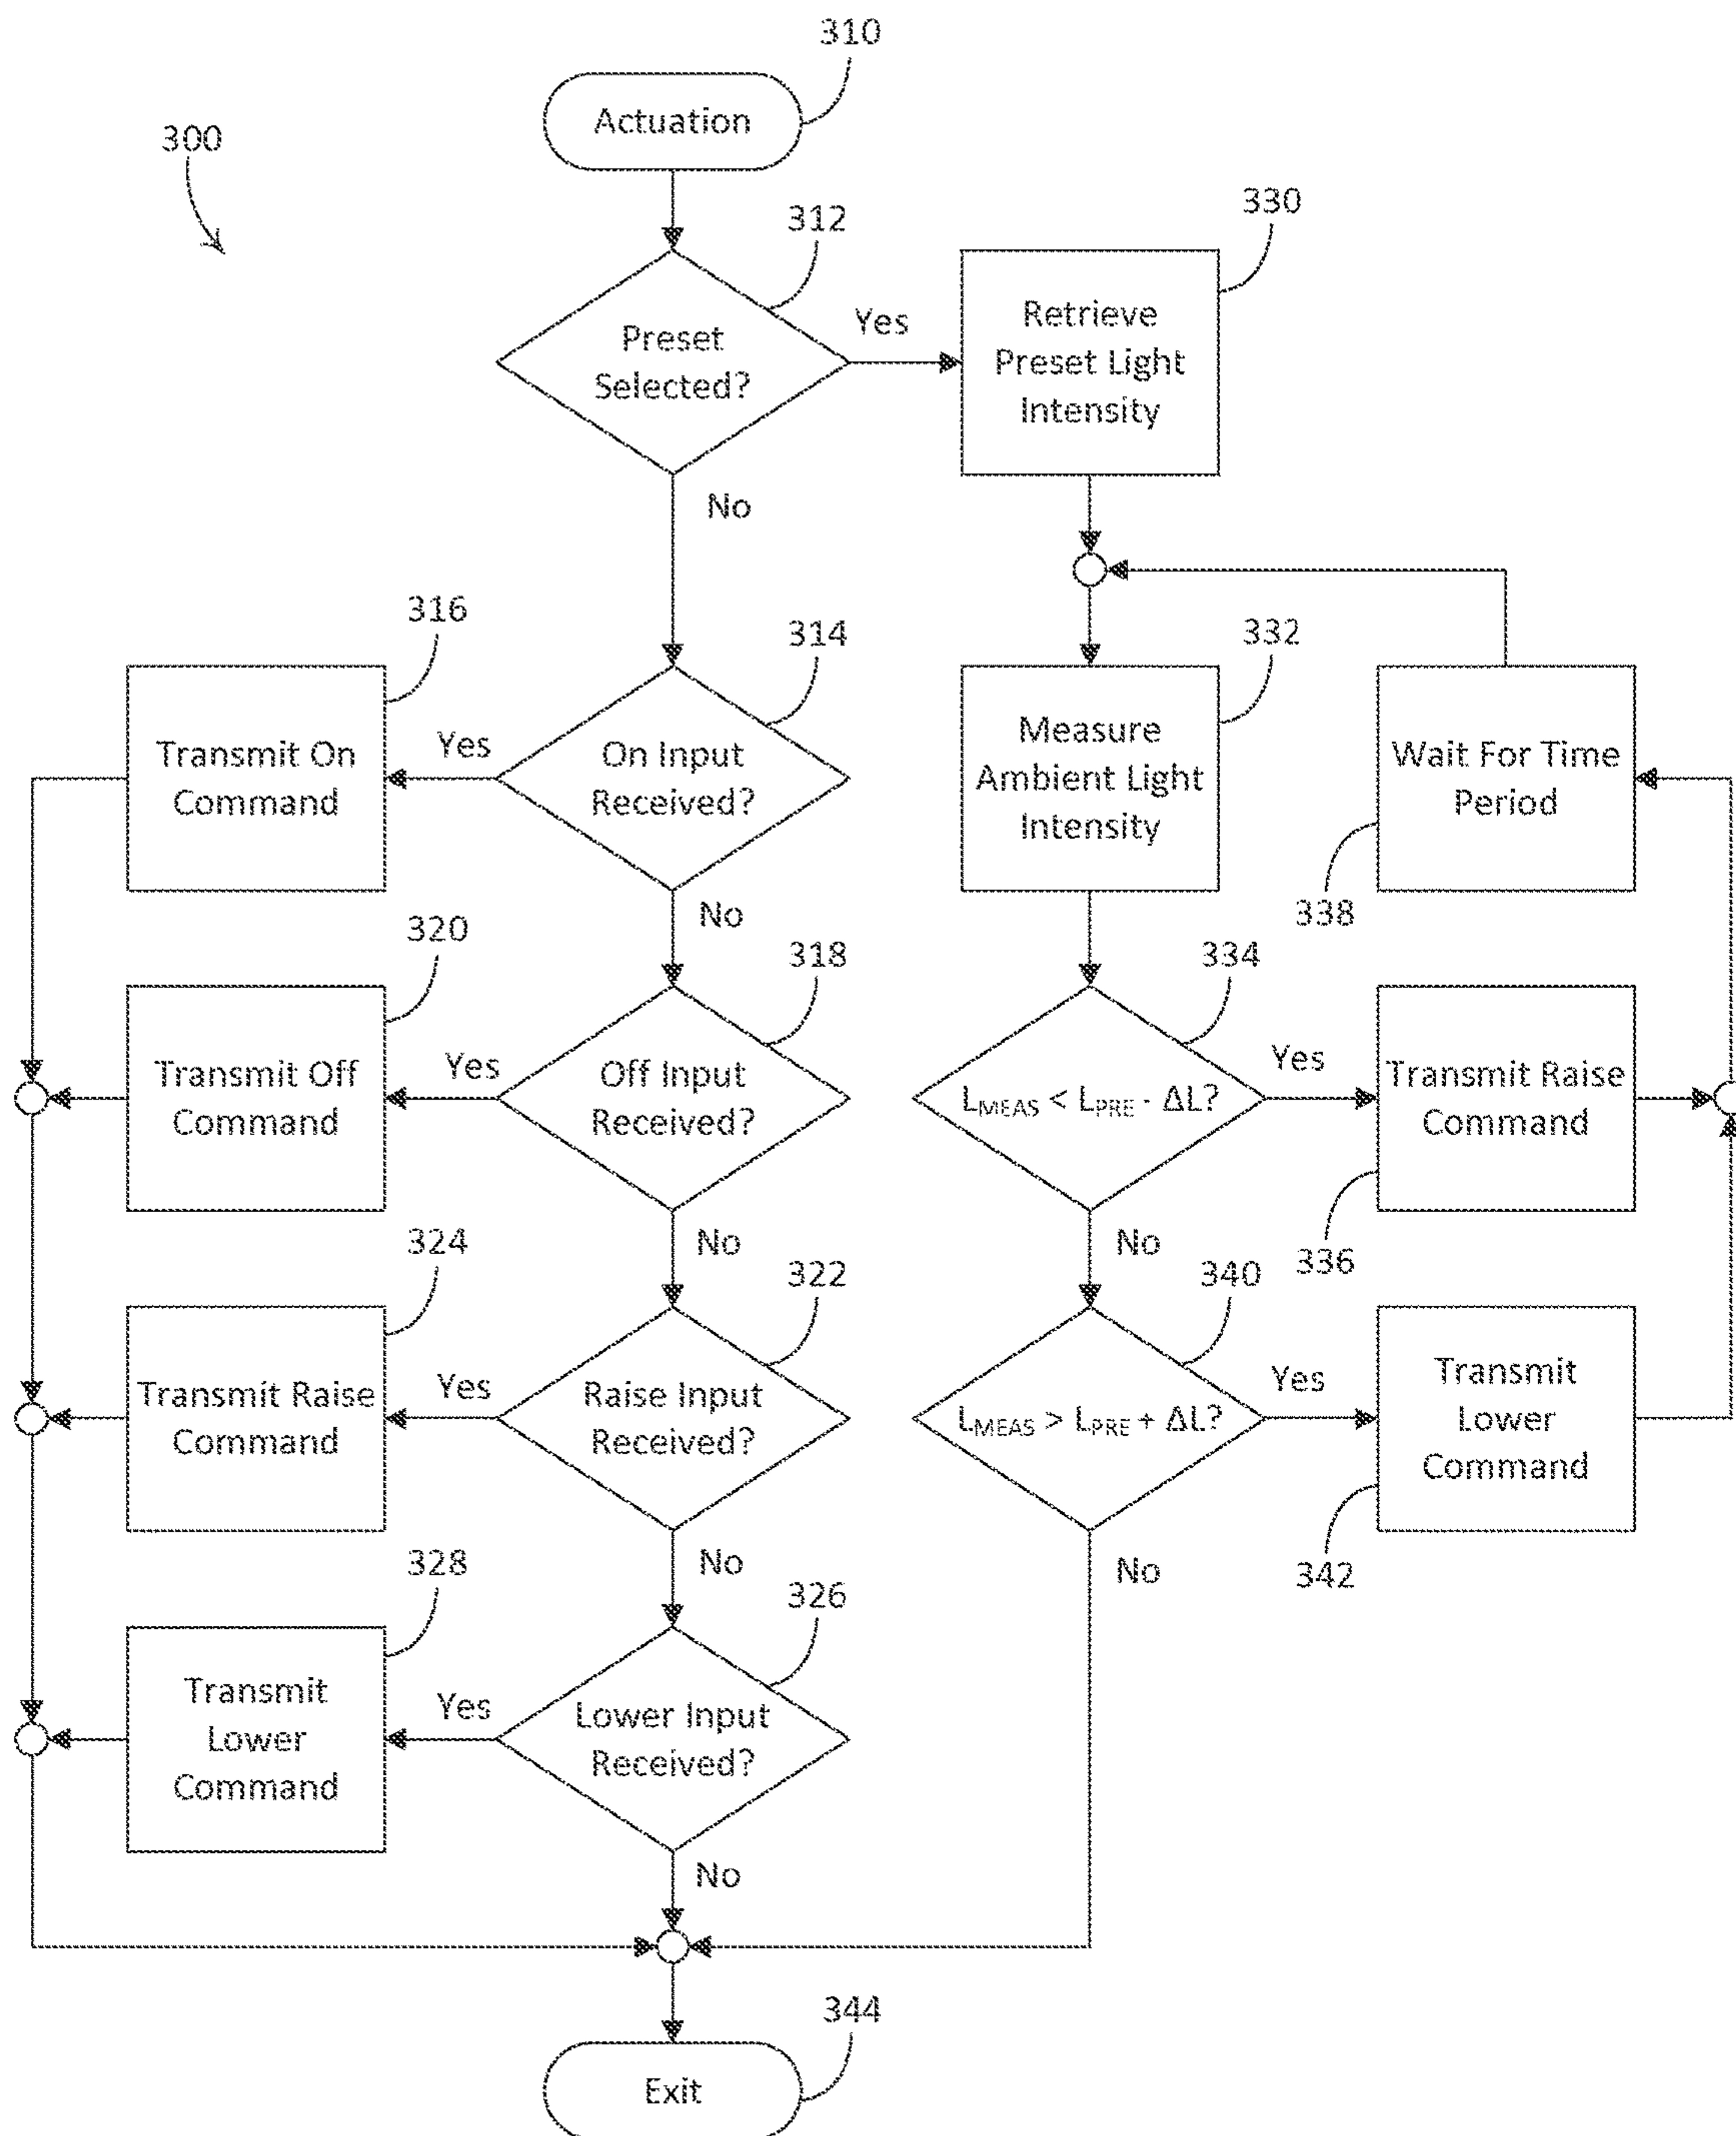 310
Actuation
300
312
330
Preset
Selected?
Yes
Retrieve
Preset Light
Intensity
No
316
314
332
Transmit On
Command
Yes
On Input
Received?
Measure
Ambient Light
Intensity
Wait For Time
Period
338
No
320
318
334
Transmit Off
Command
Yes
Off Input
Received?
LMEAS < LPRE - ΔL?
Yes
Transmit Raise
Command
336
No
No
324
322
340
Transmit Raise
Command
Yes
Raise Input
Received?
LMEAS > LPRE + ΔL?
Yes
Transmit
Lower
Command
342
No
No
328
326
Transmit
Lower
Command
Yes
Lower Input
Received?
No
344
Exit